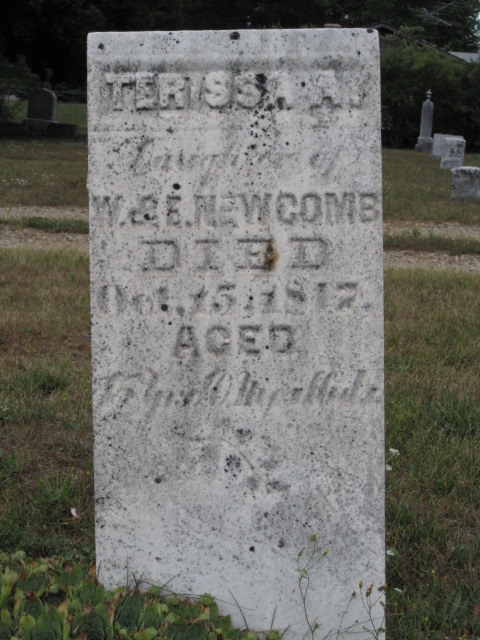 TERISSA A.
Daughter of
W. & E. NEWCOMB
DIED
Oct. 15, 1817.
AGED